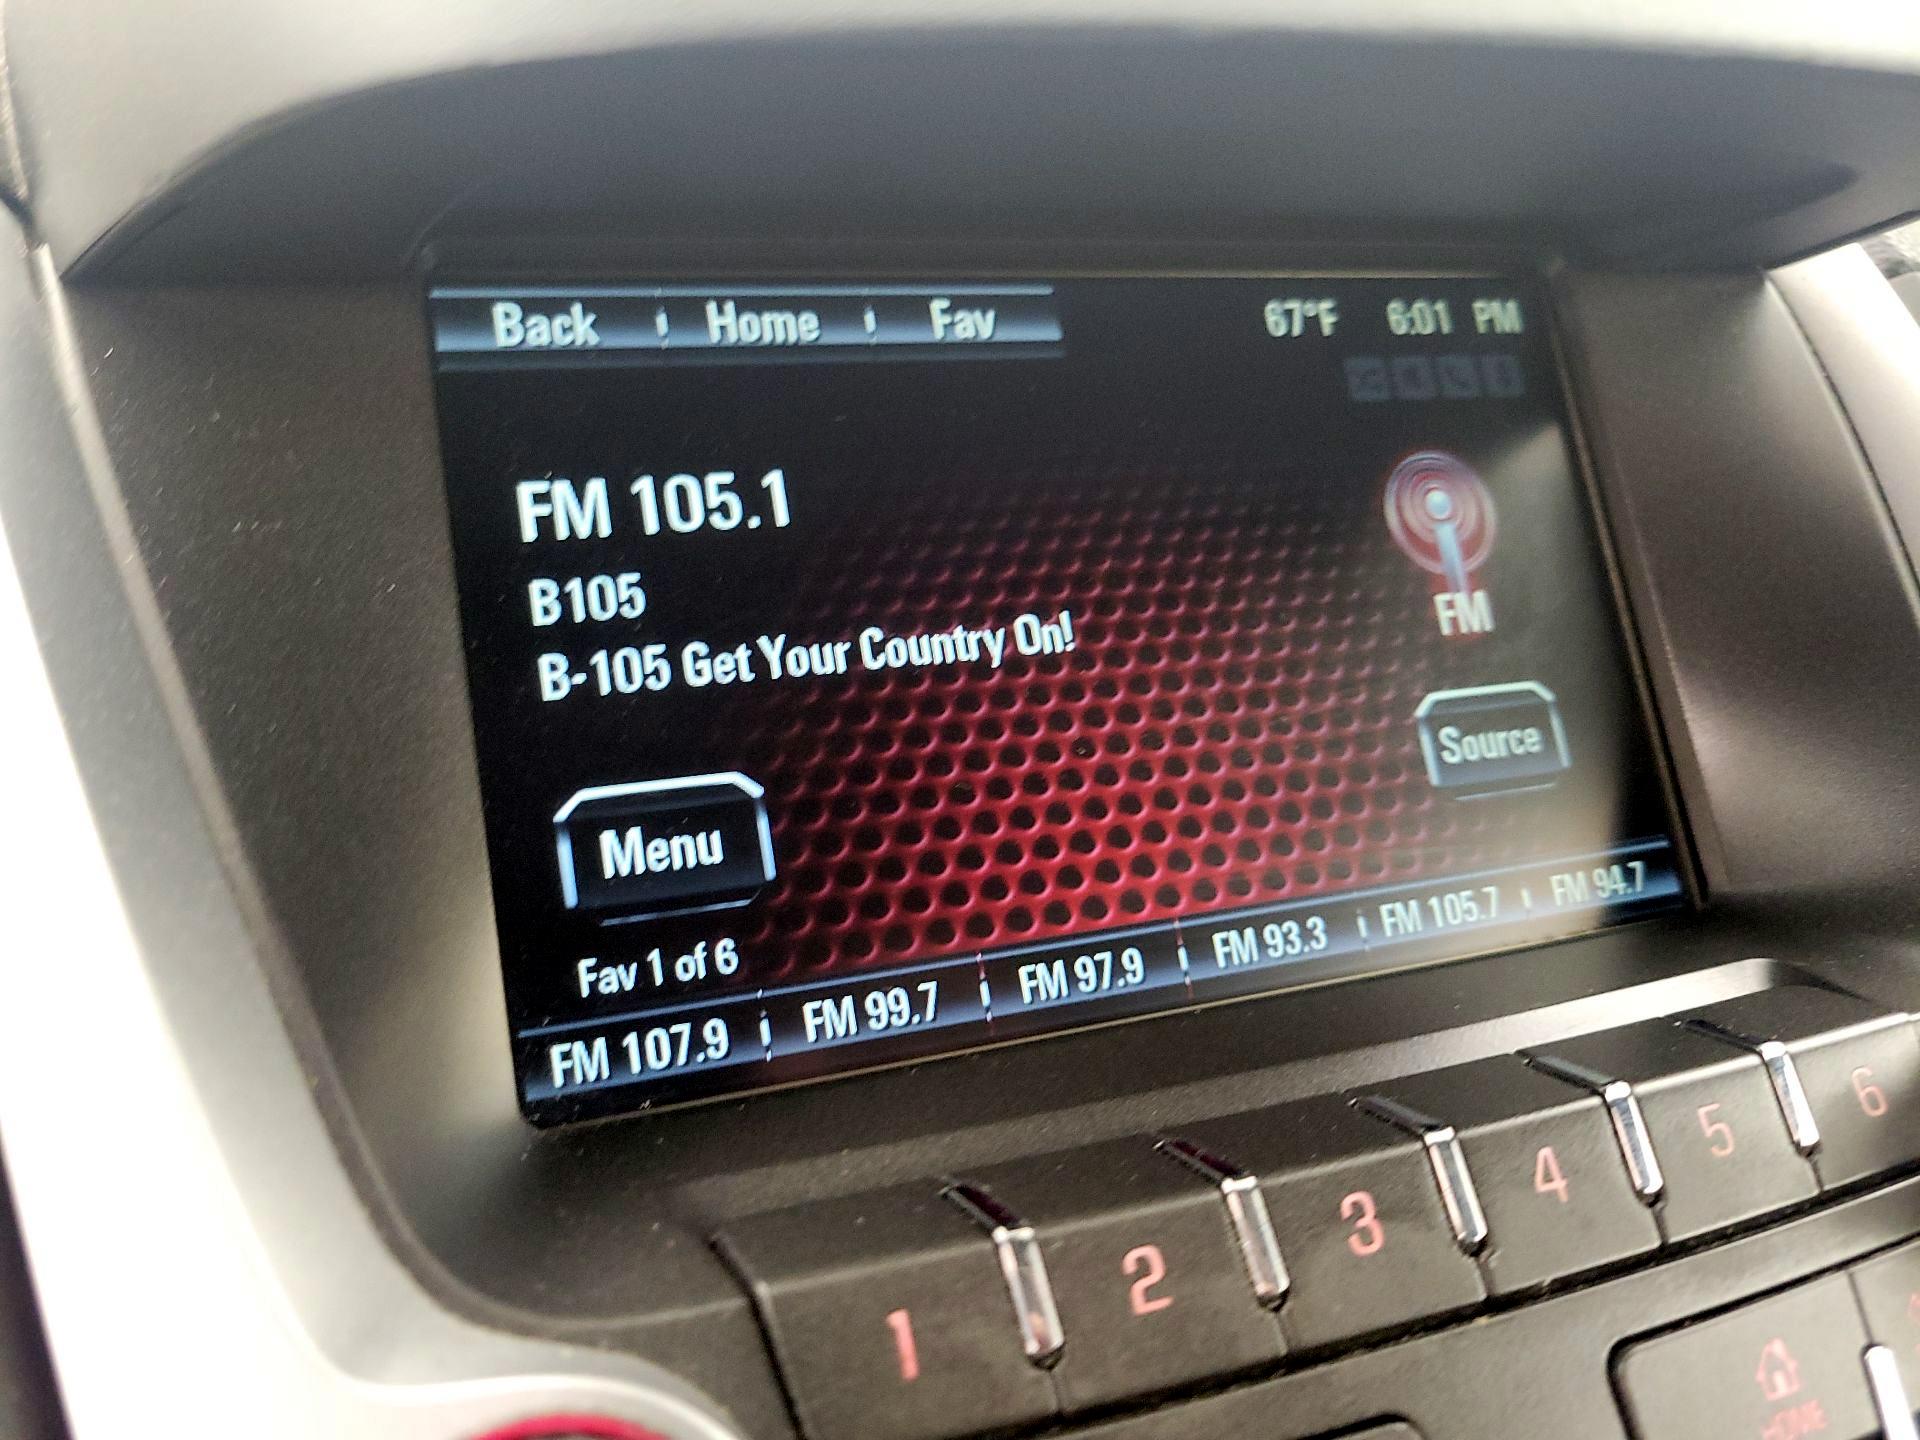 Back Home Fav 67°F 6:01 PM
FM 105.1
B105
B-105 Get Your Country On!
FM
Source
Menu
Fav 1 of 6
FM 107.9 FM 99.7 FM 97.9 FM 93.3 FM 105.7 FM 94.7
1 2 3 4 5 6
HOME